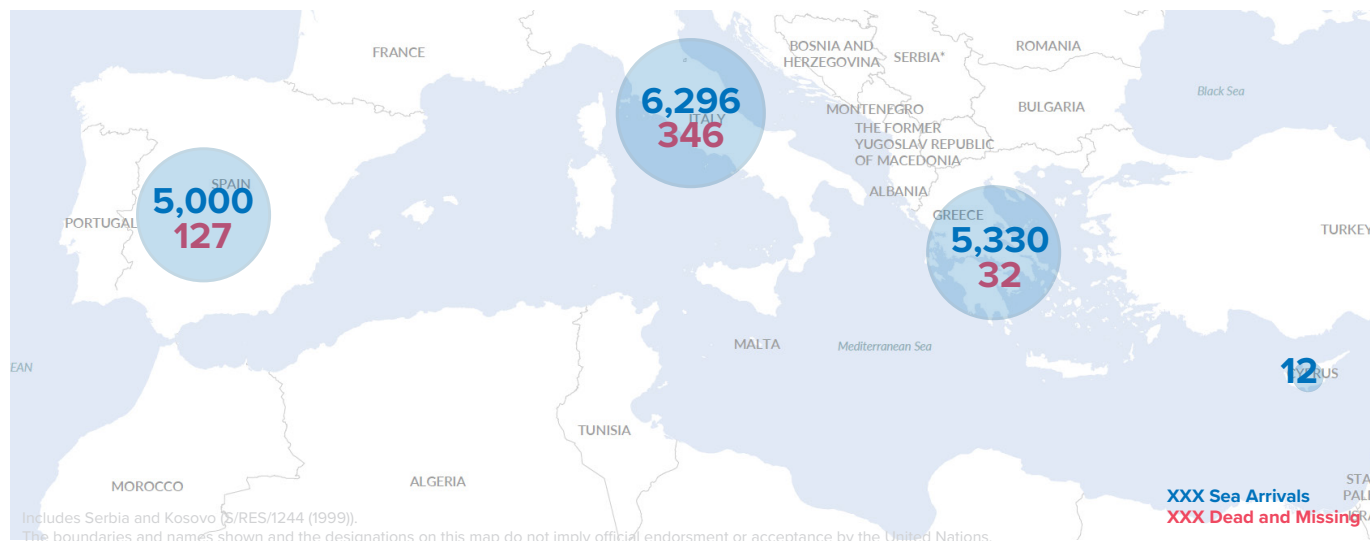 FRANCE
BOSNIA AND
HERZEGOVINA
SERBIA*
ROMANIA
Black Sea
6,296
ITALY
346
MONTENEGRO
BULGARIA
THE FORMER
YUGOSLAV REPUBLIC
OF MACEDONIA
SPAIN
5,000
127
PORTUGAL
ALBANIA
GREECE
5,330
32
TURKEY
MALTA
Mediterranean Sea
EAN
12
CYPRUS
TUNISIA
MOROCCO
ALGERIA
XXX Sea Arrivals
XXX Dead and Missing
STA
PAL
Includes Serbia and Kosovo (S/RES/1244 (1999)).
The boundaries and names shown and the designations on this map do not imply official endorsment or acceptance by the United Nations.